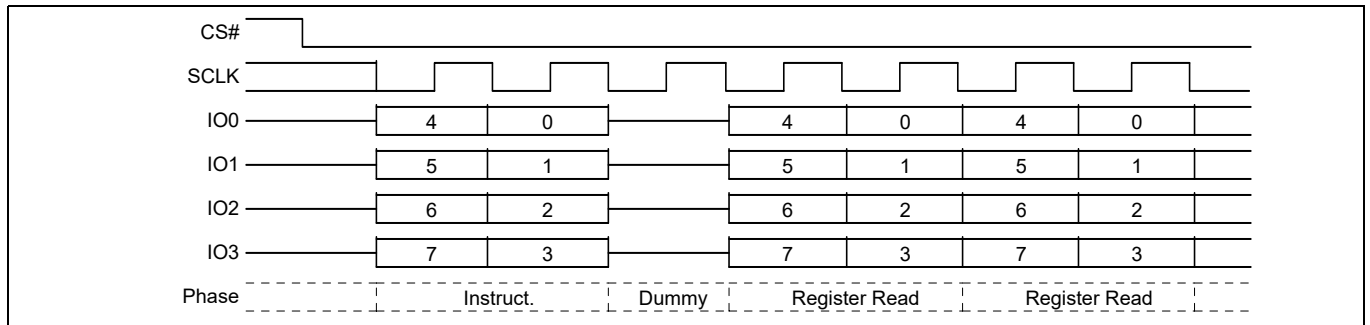 CS#
SCLK
IO0 4 0 4 0 4 0
IO1 5 1 5 1 5 1
IO2 6 2 6 2 6 2
IO3 7 3 7 3 7 3
Phase Instruct. Dummy Register Read Register Read